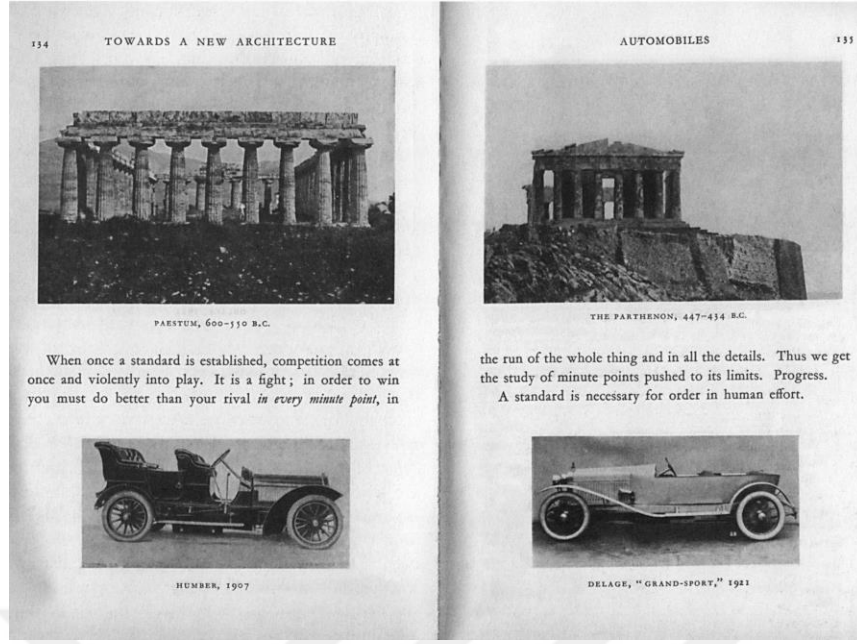 134 TOWARDS A NEW ARCHITECTURE
PAESTUM, 600–550 B.C.
When once a standard is established, competition comes at
once and violently into play. It is a fight ; in order to win
you must do better than your rival in every minute point, in
HUMBER, 1907
AUTOMOBILES 135
THE PARTHENON, 447–434 B.C.
the run of the whole thing and in all the details. Thus we get
the study of minute points pushed to its limits. Progress.
A standard is necessary for order in human effort.
DELAGE, “GRAND-SPORT,” 1921